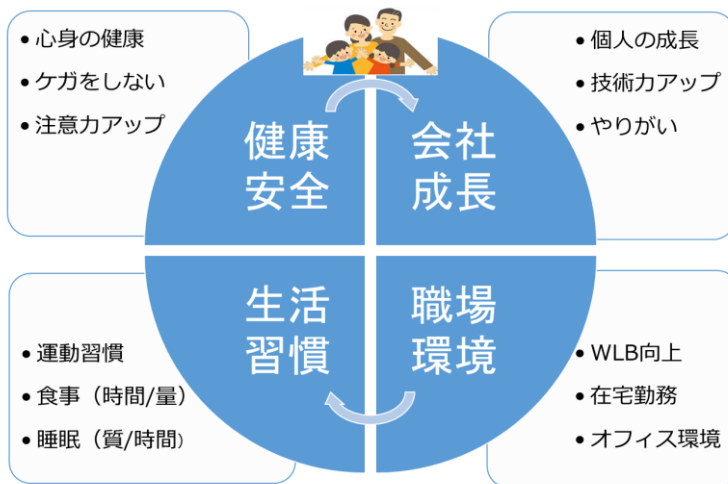 • 心身の健康
• ケガをしない
• 注意力アップ
健康
安全
会社
成長
• 個人の成長
• 技術力アップ
• やりがい
• 運動習慣
• 食事（時間/量）
• 睡眠（質/時間）
生活
習慣
職場
環境
• WLB向上
• 在宅勤務
• オフィス環境